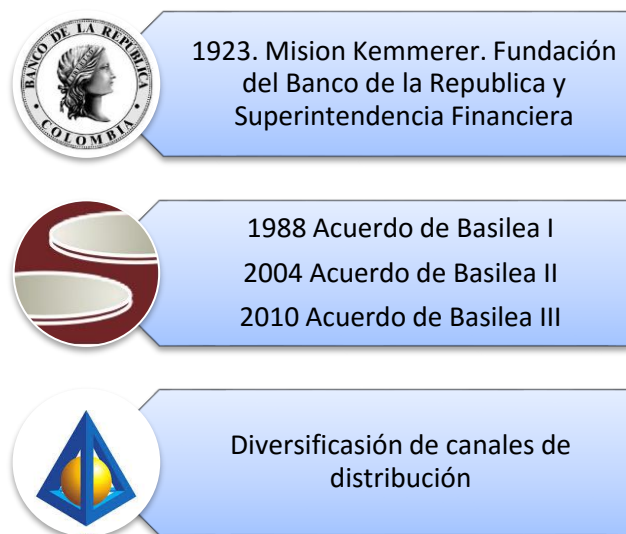 BANCO DE LA REPUBLICA
COLOMBIA
1923. Mision Kemmerer. Fundación
del Banco de la Republica y
Superintendencia Financiera
1988 Acuerdo de Basilea I
2004 Acuerdo de Basilea II
2010 Acuerdo de Basilea III
Diversificasión de canales de
distribución